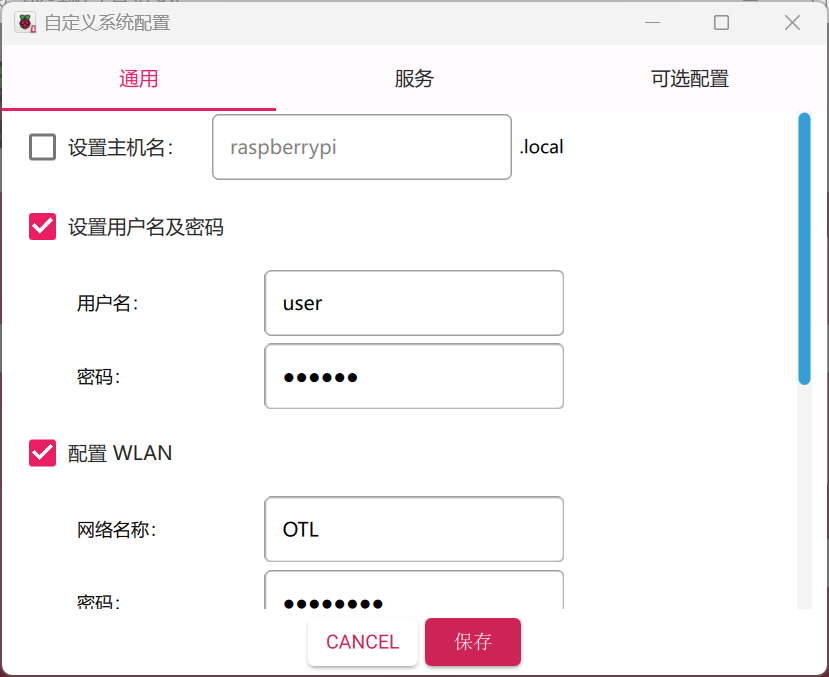 自定义系统配置
通用 服务 可选配置
设置主机名： raspberrypi .local
设置用户名及密码
用户名： user
密码： ●●●●●●
配置 WLAN
网络名称： OTL
密码： ●●●●●●●●
CANCEL 保存